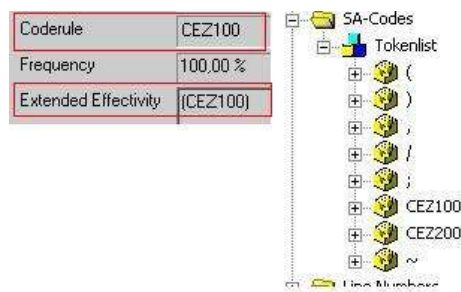 Coderule CEZ100
Frequency 100,00 %
Extended Effectivity (CEZ100)
SA-Codes
Tokenlist
(
)
,
/
;
CEZ100
CEZ200
~
Line Numbers